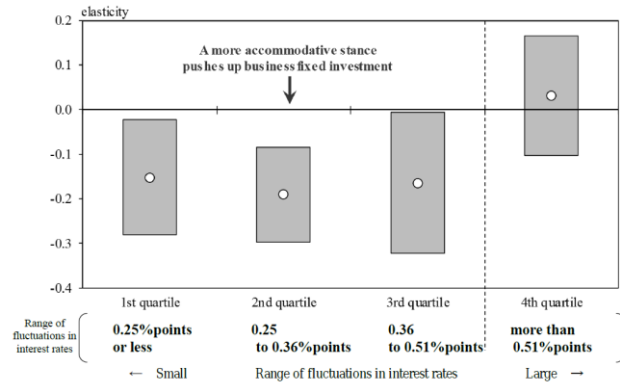 elasticity
0.2
A more accommodative stance
pushes up business fixed investment
0.1
0.0
-0.1
-0.2
-0.3
-0.4
1st quartile 2nd quartile 3rd quartile 4th quartile
Range of
fluctuations in
interest rates
0.25%points 0.25 0.36 more than
or less to 0.36%points to 0.51%points 0.51%points
← Small Range of fluctuations in interest rates Large →